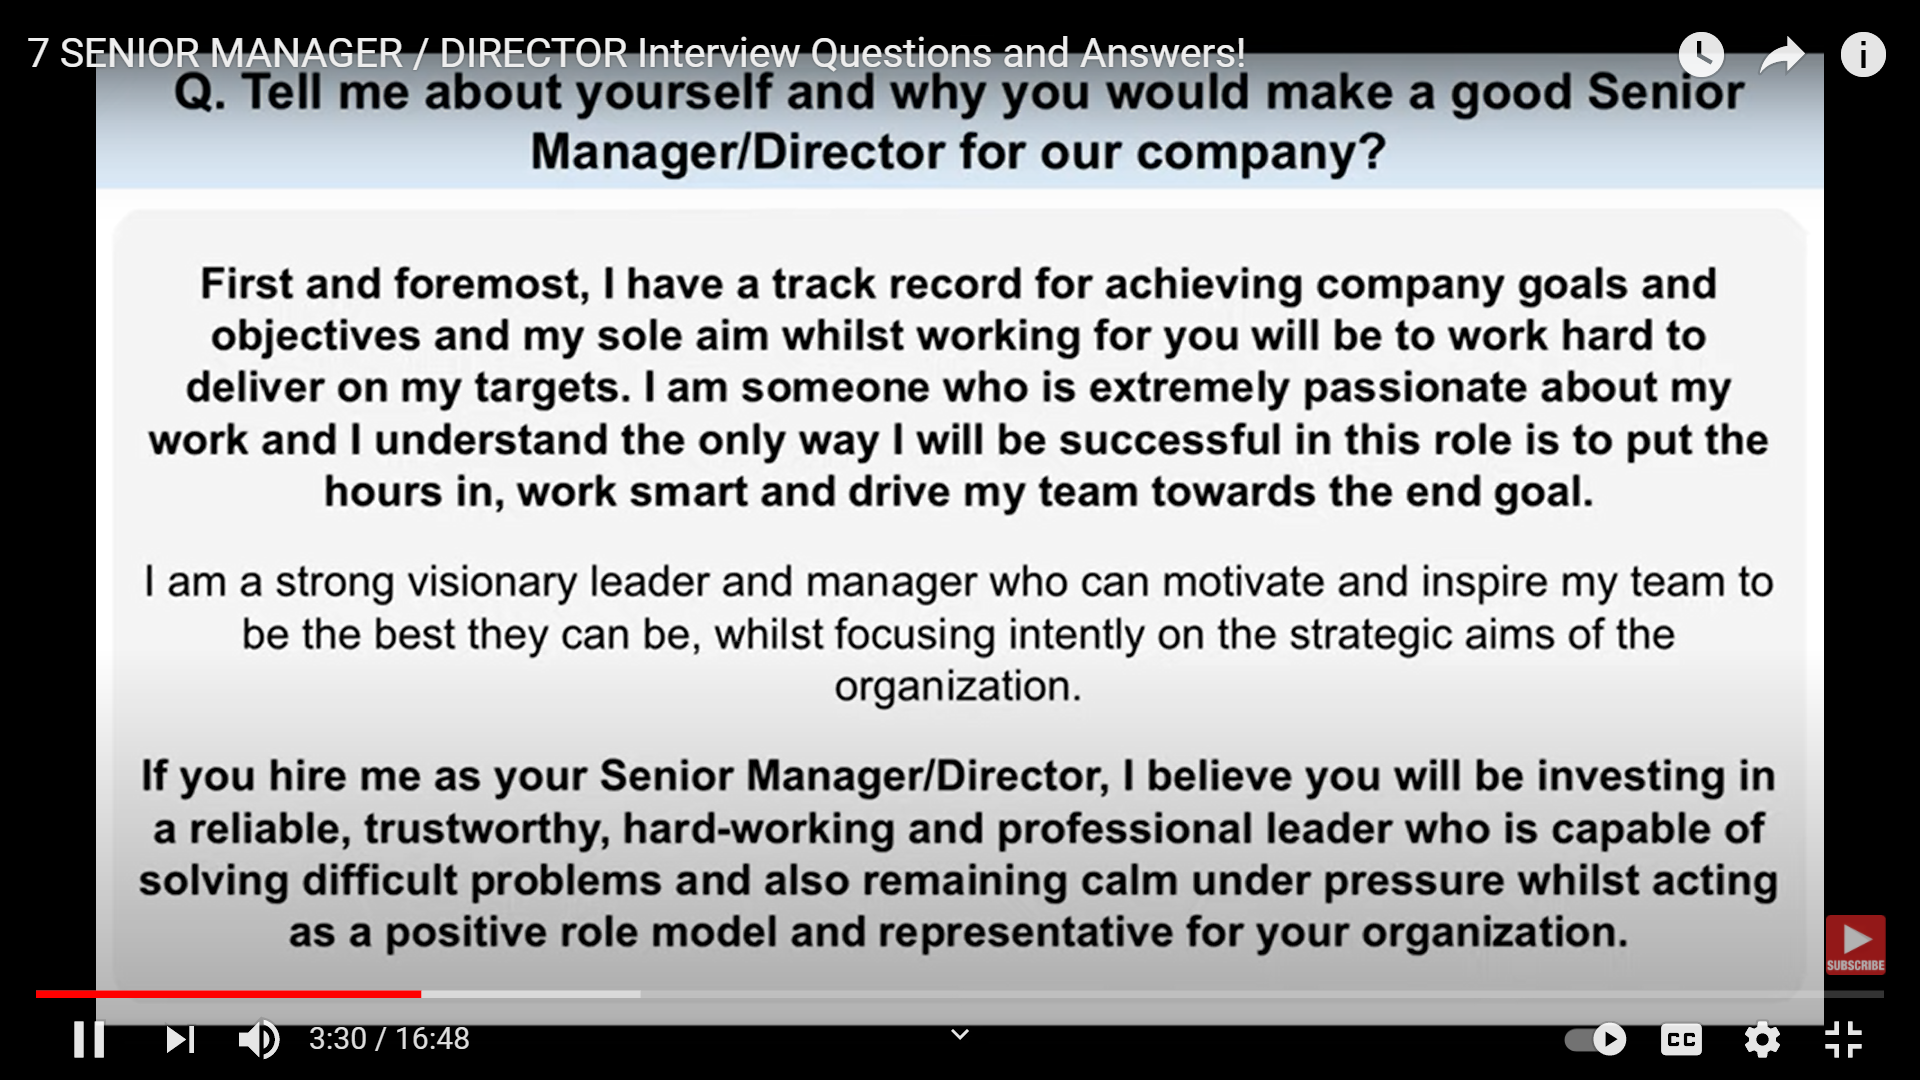 7 SENIOR MANAGER / DIRECTOR Interview Questions and Answers!
Q. Tell me about yourself and why you would make a good Senior
Manager/Director for our company?
First and foremost, I have a track record for achieving company goals and
objectives and my sole aim whilst working for you will be to work hard to
deliver on my targets. I am someone who is extremely passionate about my
work and I understand the only way I will be successful in this role is to put the
hours in, work smart and drive my team towards the end goal.
I am a strong visionary leader and manager who can motivate and inspire my team to
be the best they can be, whilst focusing intently on the strategic aims of the
organization.
If you hire me as your Senior Manager/Director, I believe you will be investing in
a reliable, trustworthy, hard-working and professional leader who is capable of
solving difficult problems and also remaining calm under pressure whilst acting
as a positive role model and representative for your organization.
SUBSCRIBE
3:30 / 16:48
CC